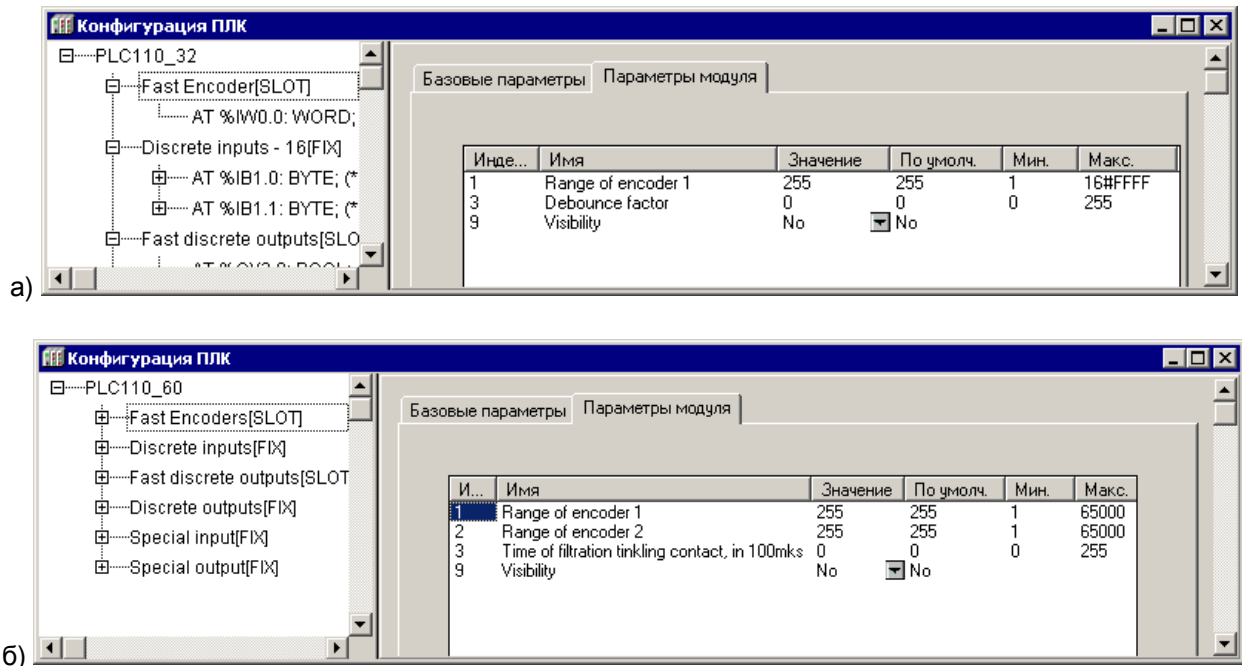 Конфигурация ПЛК
PLC110_32
Fast Encoder[SLOT]
AT %IW0.0: WORD;
Discrete inputs - 16[FIX]
AT %IB1.0: BYTE; (*
AT %IB1.1: BYTE; (*
Fast discrete outputs[SLO
Базовые параметры Параметры модуля
Инде... Имя Значение По умолч. Мин. Макс.
1 Range of encoder 1 255 255 1 16#FFFF
3 Debounce factor 0 0 0 255
9 Visibility No No
а)
Конфигурация ПЛК
PLC110_60
Fast Encoders[SLOT]
Discrete inputs[FIX]
Fast discrete outputs[SLOT
Discrete outputs[FIX]
Special input[FIX]
Special output[FIX]
Базовые параметры Параметры модуля
И... Имя Значение По умолч. Мин. Макс.
1 Range of encoder 1 255 255 1 65000
2 Range of encoder 2 255 255 1 65000
3 Time of filtration tinkling contact, in 100mks 0 0 0 255
9 Visibility No No
б)